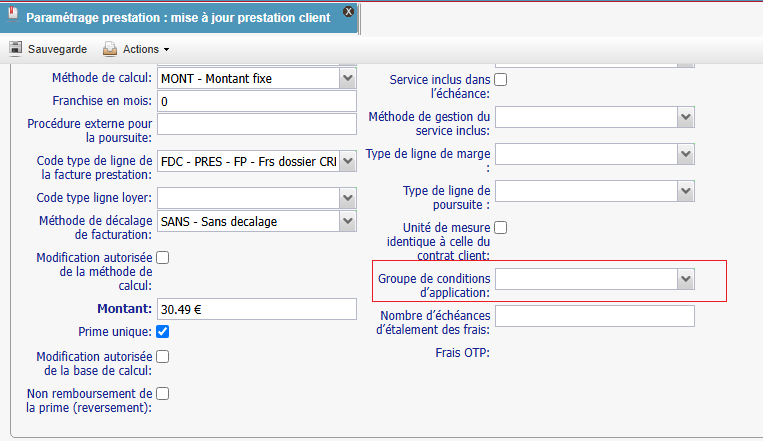 Paramétrage prestation : mise à jour prestation client
Sauvegarde
Actions
Méthode de calcul:
MONT - Montant fixe
Franchise en mois:
0
Procédure externe pour
la poursuite:
Code type de ligne de
la facture prestation:
FDC - PRES - FP - Frs dossier CRI
Code type ligne loyer:
Méthode de décalage
de facturation:
SANS - Sans decalage
Modification autorisée
de la méthode de
calcul:
Montant:
30.49 €
Prime unique:
Modification autorisée
de la base de calcul:
Non remboursement de
la prime (reversement):
Service inclus dans
l'échéance:
Méthode de gestion du
service inclus:
Type de ligne de marge
:
Type de ligne de
poursuite :
Unité de mesure
identique à celle du
contrat client:
Groupe de conditions
d'application:
Nombre d'échéances
d'étalement des frais:
Frais OTP: